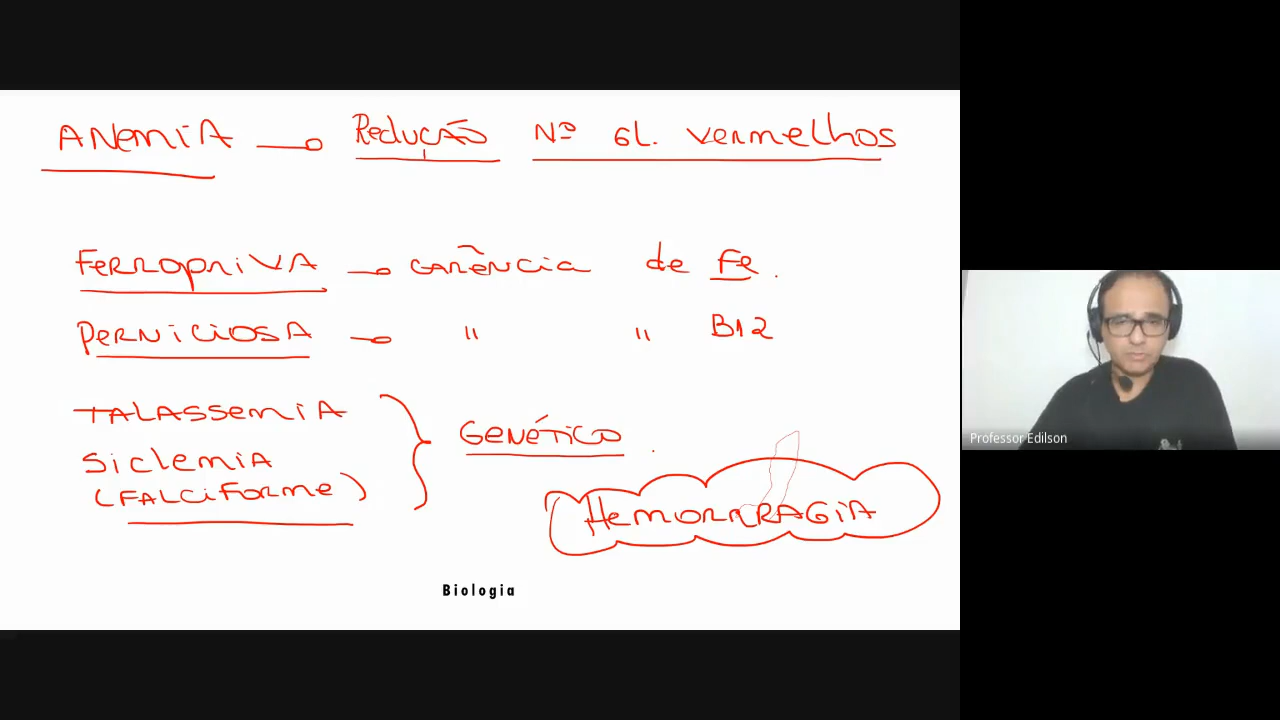 ANEMIA → Redução Nº Gl. Vermelhos
FERROPRIVA → CARÊNCIA de Fe.
PERNICIOSA → " " B12
TALASSEMIA
SICLEMIA
(FALCIFORME)
GENÉTICO.
HEMORRAGIA
Biologia
Professor Edilson